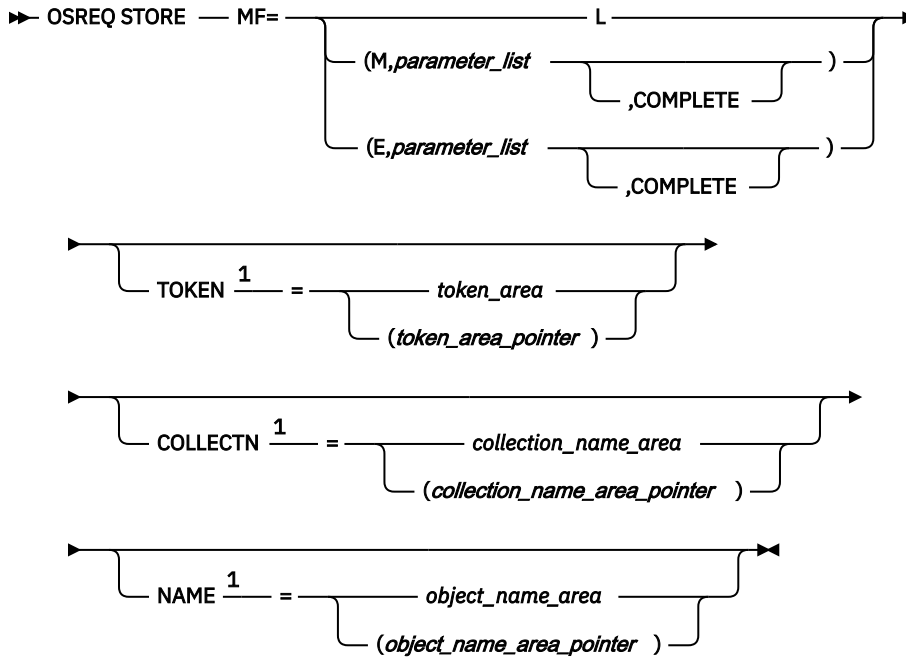 OSREQ STORE MF= L
(M,parameter_list )
,COMPLETE
(E,parameter_list )
,COMPLETE
TOKEN 1 = token_area
(token_area_pointer )
COLLECTN 1 = collection_name_area
(collection_name_area_pointer )
NAME 1 = object_name_area
(object_name_area_pointer )